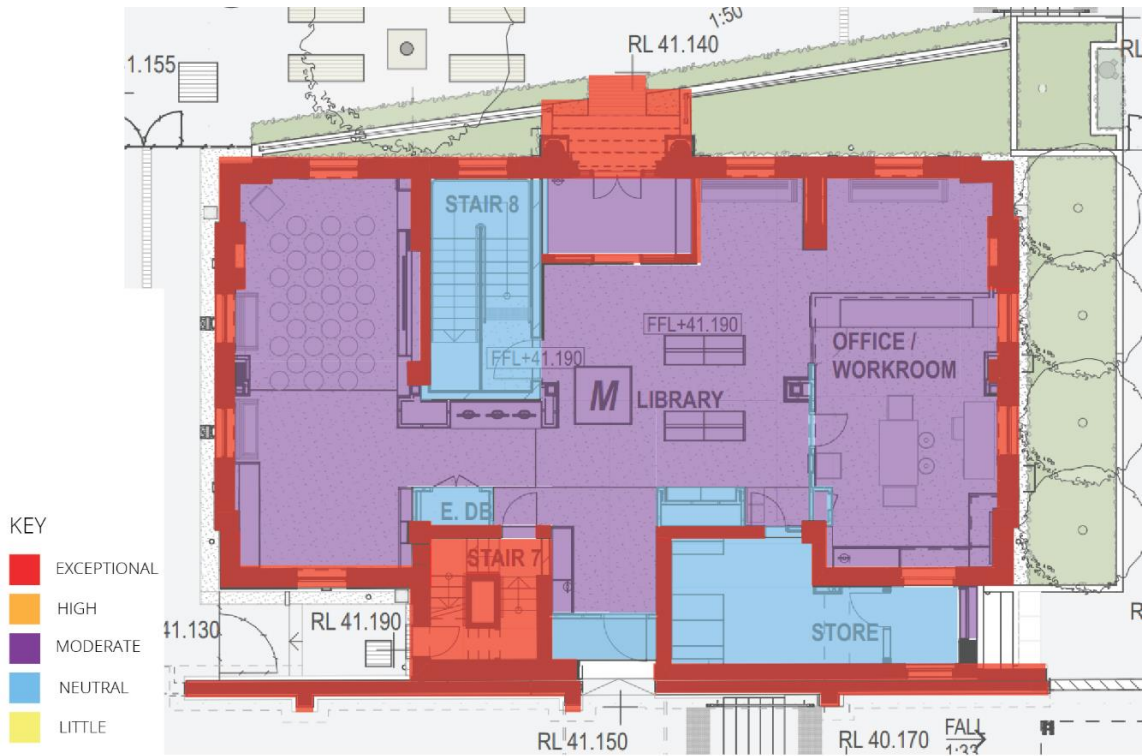 1:50
RL 41.140
RL
1.155
STAIR 8
FFL+41.190
FFL+41.190
OFFICE /
WORKROOM
M LIBRARY
E. DB
STAIR 7
STORE
KEY
EXCEPTIONAL
HIGH
MODERATE
NEUTRAL
LITTLE
41.130
RL 41.190
R
RL 41.150
RL 40.170
FALL
1:33